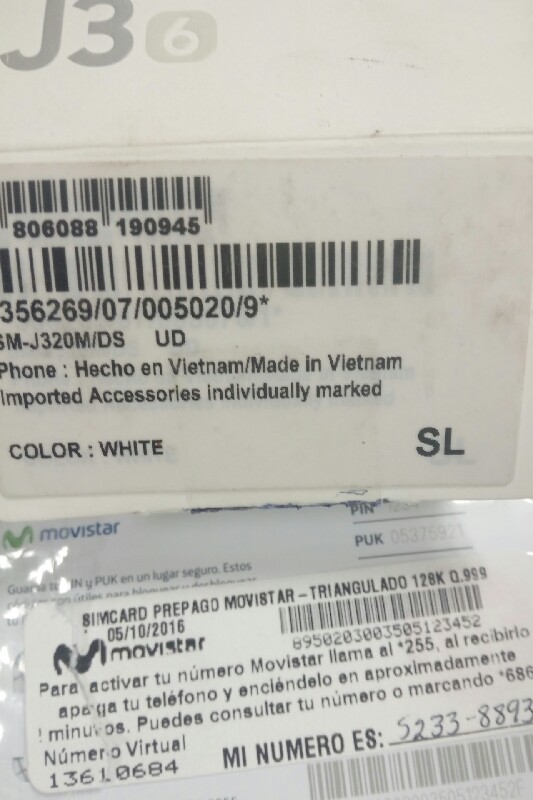 J3 6
806088 190945
356269/07/005020/9*
SM-J320M/DS UD
Phone : Hecho en Vietnam/Made in Vietnam
Imported Accessories individually marked
COLOR : WHITE
SL
movistar
PIN
PUK 05375921
IN y PUK en un lugar seguro. Estos
SIMCARD PREPAGO MOVISTAR - TRIANGULADO 128K Q.999
05/10/2016
movistar
8950203003505123452
Para activar tu número Movistar llama al *255, al recibirlo
apaga tu teléfono y enciéndelo en aproximadamente
minutos. Puedes consultar tu número o marcando *686
Número Virtual
13610684
MI NUMERO ES: 5233-8893